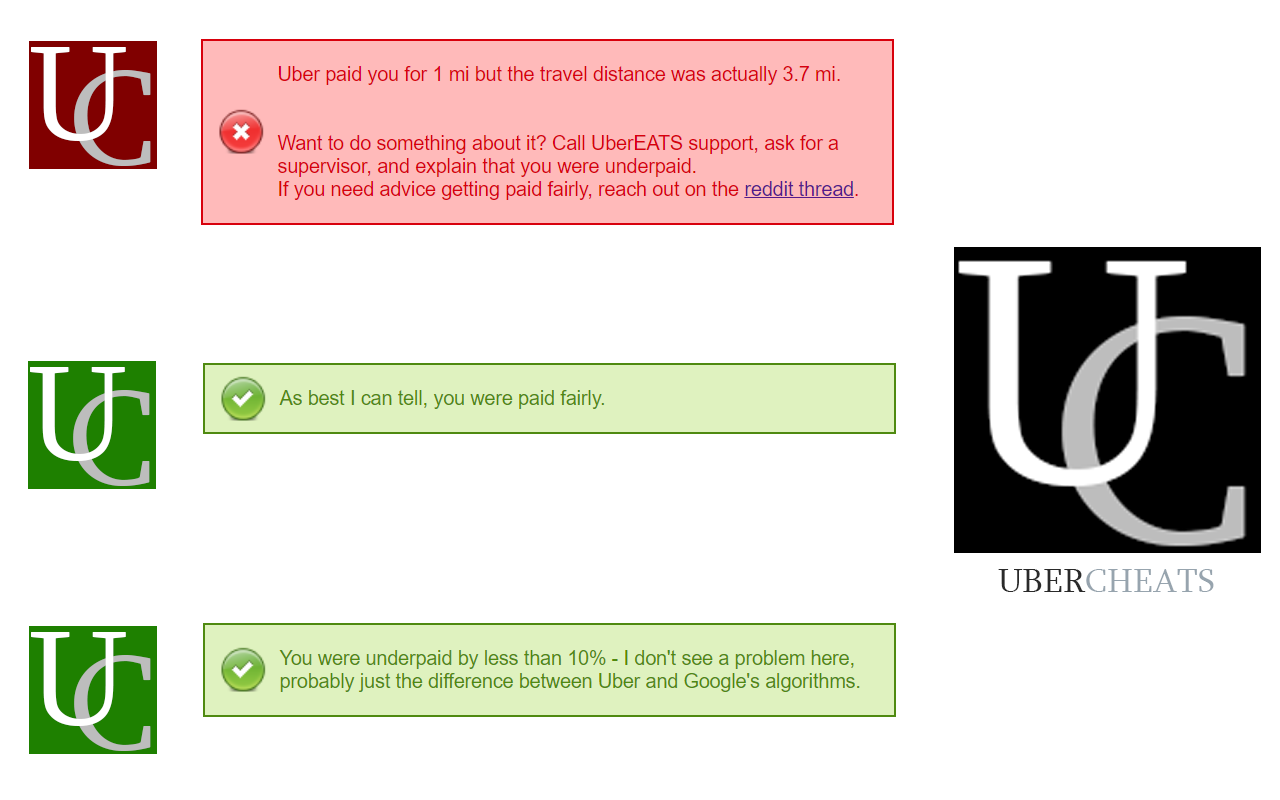 UC
Uber paid you for 1 mi but the travel distance was actually 3.7 mi.
Want to do something about it? Call UberEATS support, ask for a
supervisor, and explain that you were underpaid.
If you need advice getting paid fairly, reach out on the reddit thread.
UC
As best I can tell, you were paid fairly.
UC
You were underpaid by less than 10% - I don't see a problem here,
probably just the difference between Uber and Google's algorithms.
UC
UBERCHEATS